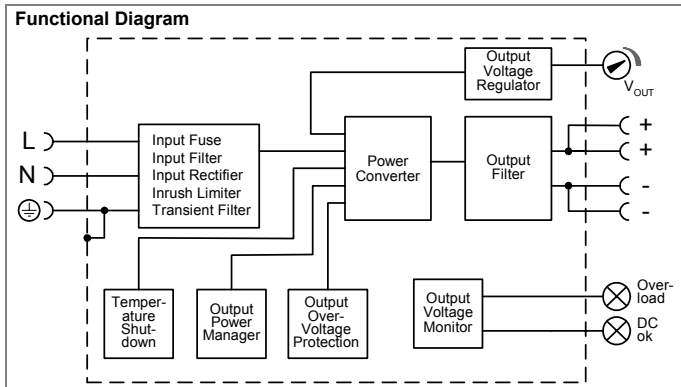 Functional Diagram
Output
Voltage
Regulator
VOUT
L
N
Input Fuse
Input Filter
Input Rectifier
Inrush Limiter
Transient Filter
Power
Converter
Output
Filter
+
+
-
-
Temper-
ature
Shut-
down
Output
Power
Manager
Output
Over-
Voltage
Protection
Output
Voltage
Monitor
Over-
load
DC
ok